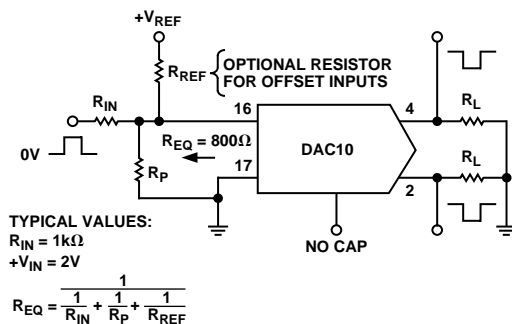 +VREF
RREF
OPTIONAL RESISTOR
FOR OFFSET INPUTS
RIN
16
4
RL
0V
REQ = 800Ω
DAC10
RP
17
2
RL
NO CAP
TYPICAL VALUES:
RIN = 1kΩ
+VIN = 2V
REQ = 1 / (1/RIN + 1/RP + 1/RREF)